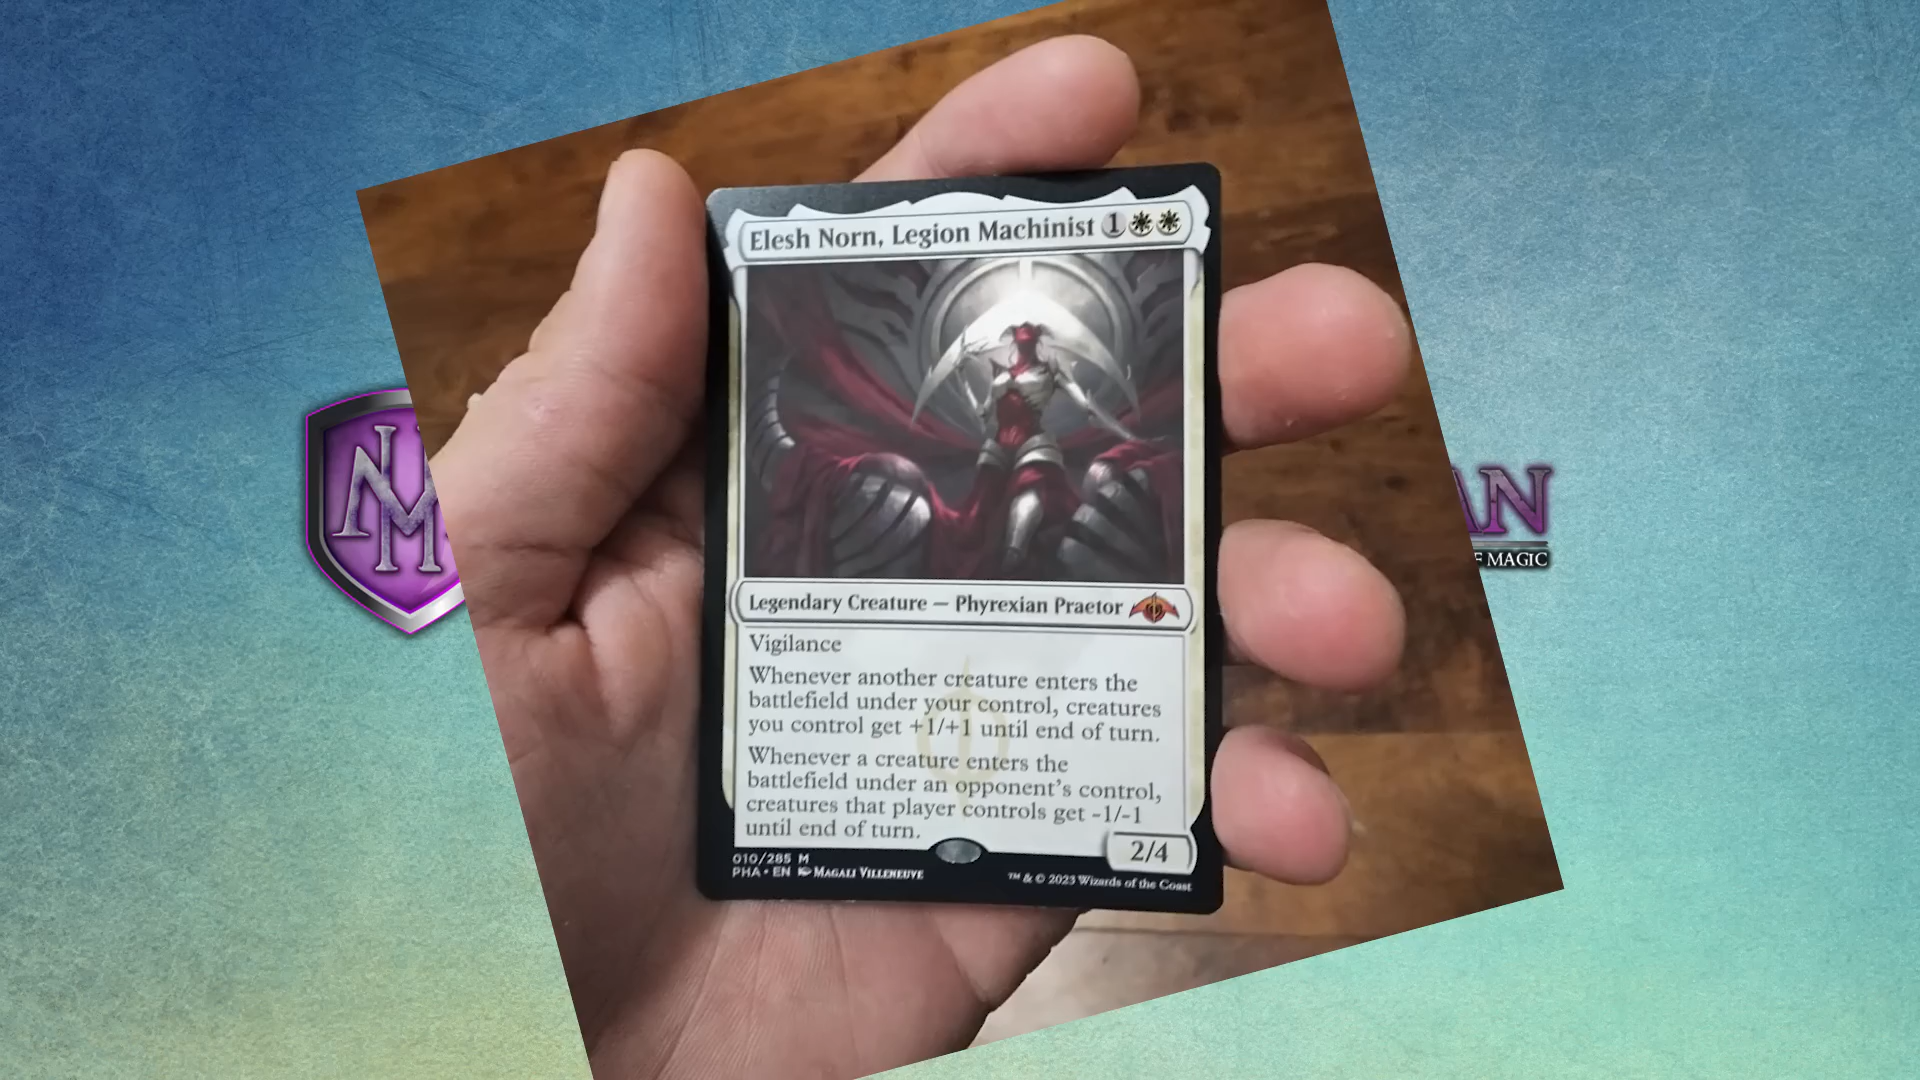 Elesh Norn, Legion Machinist 1
Legendary Creature — Phyrexian Praetor
Vigilance
Whenever another creature enters the
battlefield under your control, creatures
you control get +1/+1 until end of turn.
Whenever a creature enters the
battlefield under an opponent's control,
creatures that player controls get -1/-1
until end of turn.
2/4
010/285 M
PHA • EN Magali Villeneuve
™ & © 2023 Wizards of the Coast
NM
AN
MAGIC